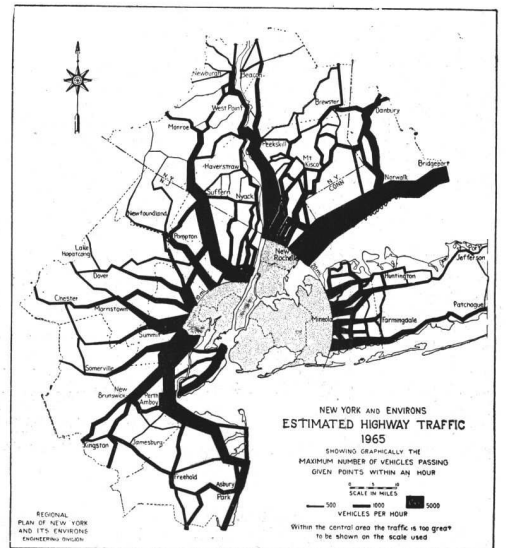 Newburgh
Beacon
West Point
Brewster
Danbury
Monroe
Peekskill
Bridgeport
Haverstraw
Mt Kisco
Norwalk
N.Y.
CONN
Suffern
Nyack
Newfoundland
Pompton
New Rochelle
Lake Hopatcong
Dover
Huntington
Jefferson
Chester
Morristown
Patchogue
Mineola
Farmingdale
Summit
Somerville
New Brunswick
Perth Amboy
Kingston
Jamesburg
Freehold
Asbury Park
NEW YORK AND ENVIRONS
ESTIMATED HIGHWAY TRAFFIC
1965
SHOWING GRAPHICALLY THE
MAXIMUM NUMBER OF VEHICLES PASSING
GIVEN POINTS WITHIN AN HOUR
SCALE IN MILES
500 1000 5000
VEHICLES PER HOUR
Within the central area the traffic is too great
to be shown on the scale used
REGIONAL
PLAN OF NEW YORK
AND ITS ENVIRONS
ENGINEERING DIVISION